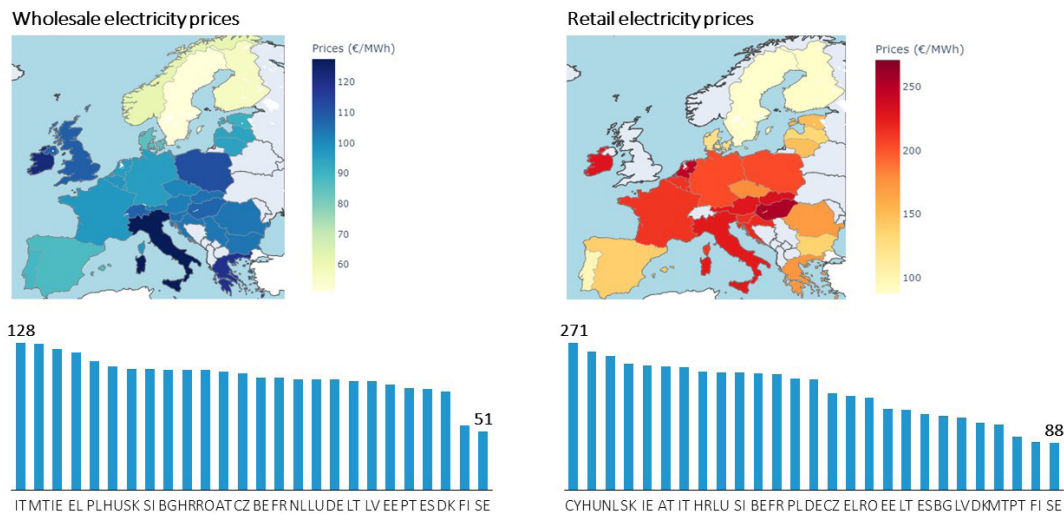 Wholesale electricity prices
Prices (€/MWh)
120
110
100
90
80
70
60
128
51
IT MT IE EL PL HU SK SI BG HR RO AT CZ BE FR NL LU DE LT LV EE PT ES DK FI SE
Retail electricity prices
Prices (€/MWh)
250
200
150
100
271
88
CY HU NL SK IE AT IT HR LU SI BE FR PL DE CZ EL RO EE LT ES BG LV DK MT PT FI SE